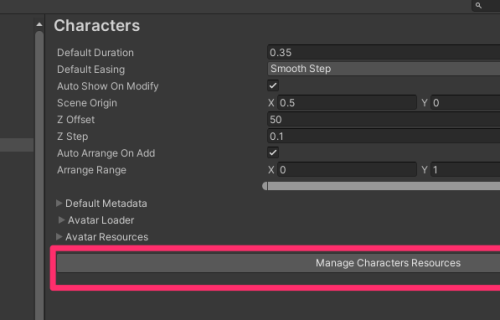 Characters
Default Duration 0.35
Default Easing Smooth Step
Auto Show On Modify
Scene Origin X 0.5 Y 0
Z Offset 50
Z Step 0.1
Auto Arrange On Add
Arrange Range X 0 Y 1
Default Metadata
Avatar Loader
Avatar Resources
Manage Characters Resources